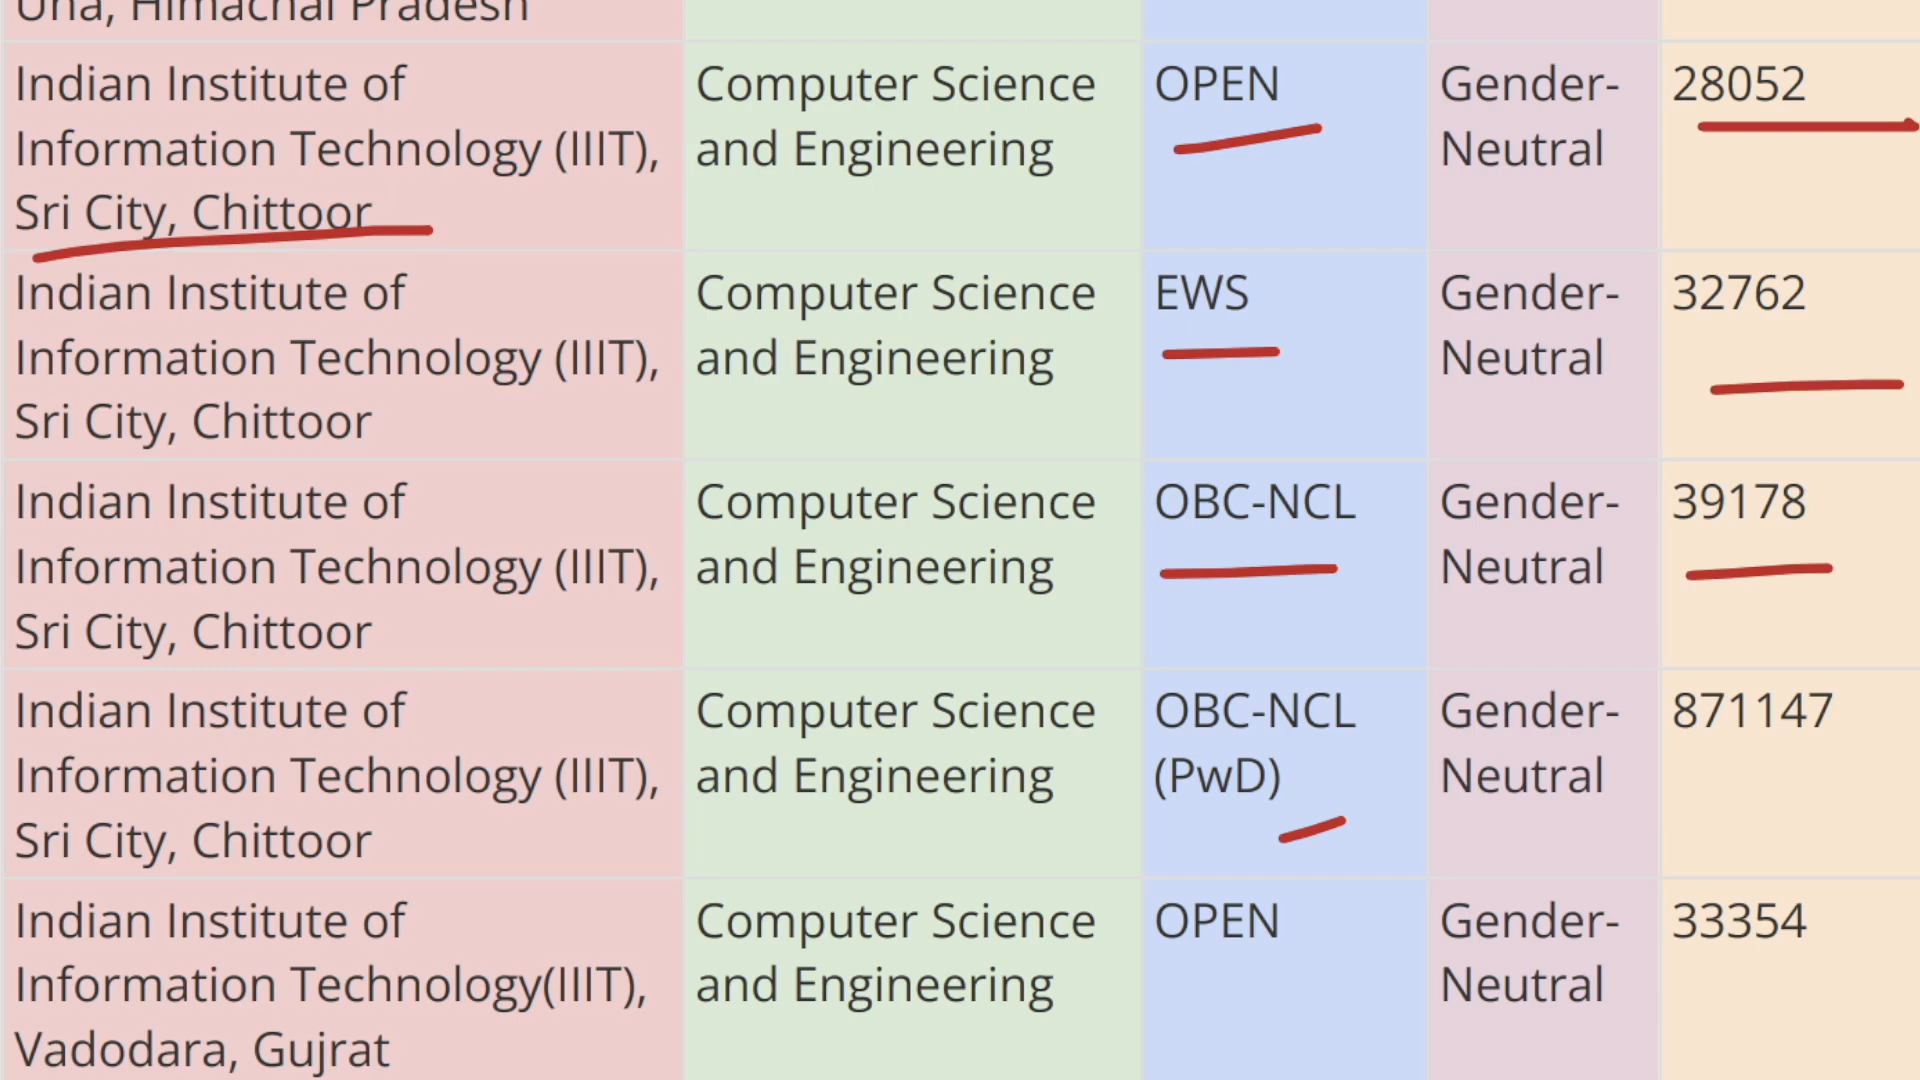 Una, Himachal Pradesh
Indian Institute of
Information Technology (IIIT),
Sri City, Chittoor
Computer Science
and Engineering
OPEN
Gender-
Neutral
28052
Indian Institute of
Information Technology (IIIT),
Sri City, Chittoor
Computer Science
and Engineering
EWS
Gender-
Neutral
32762
Indian Institute of
Information Technology (IIIT),
Sri City, Chittoor
Computer Science
and Engineering
OBC-NCL
Gender-
Neutral
39178
Indian Institute of
Information Technology (IIIT),
Sri City, Chittoor
Computer Science
and Engineering
OBC-NCL
(PwD)
Gender-
Neutral
871147
Indian Institute of
Information Technology(IIIT),
Vadodara, Gujrat
Computer Science
and Engineering
OPEN
Gender-
Neutral
33354